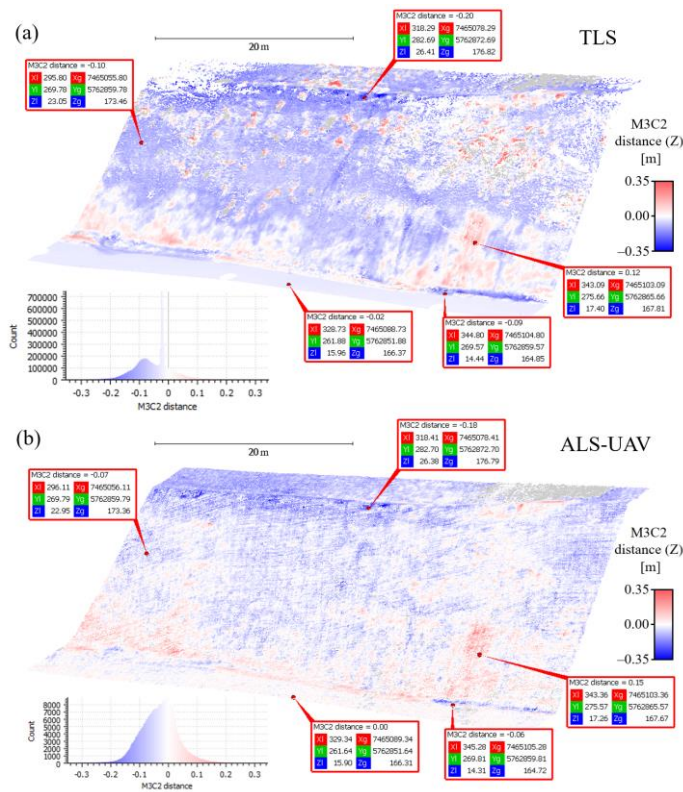 (a)
TLS
20 m
M3C2 distance = -0.20
Xl 318.29 Xg 7465078.29
Yl 282.69 Yg 5762872.69
Zl 26.41 Zg 176.82
M3C2 distance = -0.10
Xl 295.80 Xg 7465055.80
Yl 269.78 Yg 5762859.78
Zl 23.05 Zg 173.46
M3C2
distance (Z)
[m]
0.35
0.00
−0.35
M3C2 distance = 0.12
Xl 343.09 Xg 7465103.09
Yl 275.66 Yg 5762865.66
Zl 17.40 Zg 167.81
M3C2 distance = -0.02
Xl 328.73 Xg 7465088.73
Yl 261.88 Yg 5762851.88
Zl 15.96 Zg 166.37
M3C2 distance = -0.09
Xl 344.80 Xg 7465104.80
Yl 269.57 Yg 5762859.57
Zl 14.44 Zg 164.85
700000
600000
500000
400000
300000
200000
100000
0
Count
-0.3 -0.2 -0.1 0 0.1 0.2 0.3
M3C2 distance
(b)
ALS-UAV
20 m
M3C2 distance = -0.18
Xl 318.41 Xg 7465078.41
Yl 282.70 Yg 5762872.70
Zl 26.38 Zg 176.79
M3C2 distance = -0.07
Xl 296.11 Xg 7465056.11
Yl 269.79 Yg 5762859.79
Zl 22.95 Zg 173.36
M3C2
distance (Z)
[m]
0.35
0.00
−0.35
M3C2 distance = 0.15
Xl 343.36 Xg 7465103.36
Yl 275.57 Yg 5762865.57
Zl 17.26 Zg 167.67
M3C2 distance = 0.00
Xl 329.34 Xg 7465089.34
Yl 261.64 Yg 5762851.64
Zl 15.90 Zg 166.31
M3C2 distance = -0.06
Xl 345.28 Xg 7465105.28
Yl 269.81 Yg 5762859.81
Zl 14.31 Zg 164.72
8000
7000
6000
5000
4000
3000
2000
1000
0
Count
-0.3 -0.2 -0.1 0 0.1 0.2 0.3
M3C2 distance